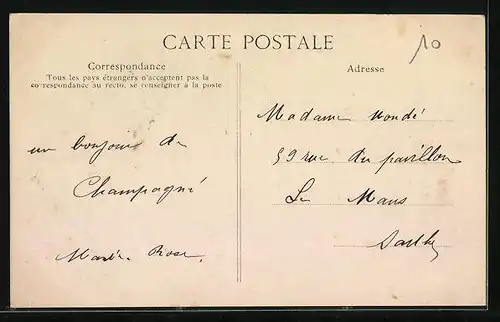 CARTE POSTALE
10
Correspondance
Tous les pays étrangers n'acceptent pas la
correspondance au recto, se renseigner à la poste
un bonjour de
Champagné
Marie Rose.
Adresse
Madame
59 rue du pavillon
Le Mans
Sarthe